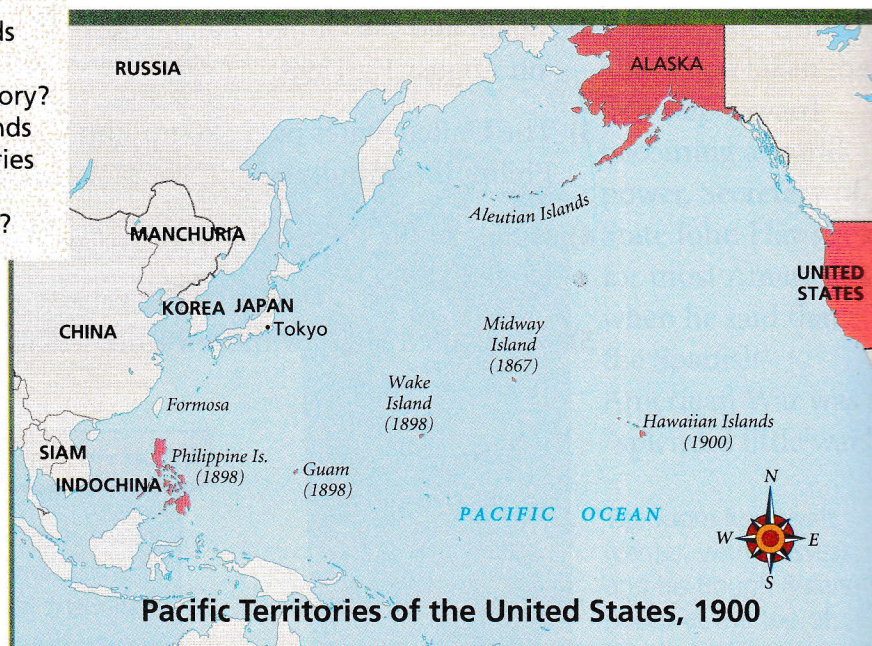 ds
ory?
nds
ries
?
RUSSIA
ALASKA
Aleutian Islands
MANCHURIA
UNITED
STATES
KOREA
JAPAN
Tokyo
CHINA
Midway
Island
(1867)
Wake
Island
(1898)
Formosa
Hawaiian Islands
(1900)
SIAM
Philippine Is.
(1898)
Guam
(1898)
INDOCHINA
PACIFIC OCEAN
N
W
E
S
Pacific Territories of the United States, 1900